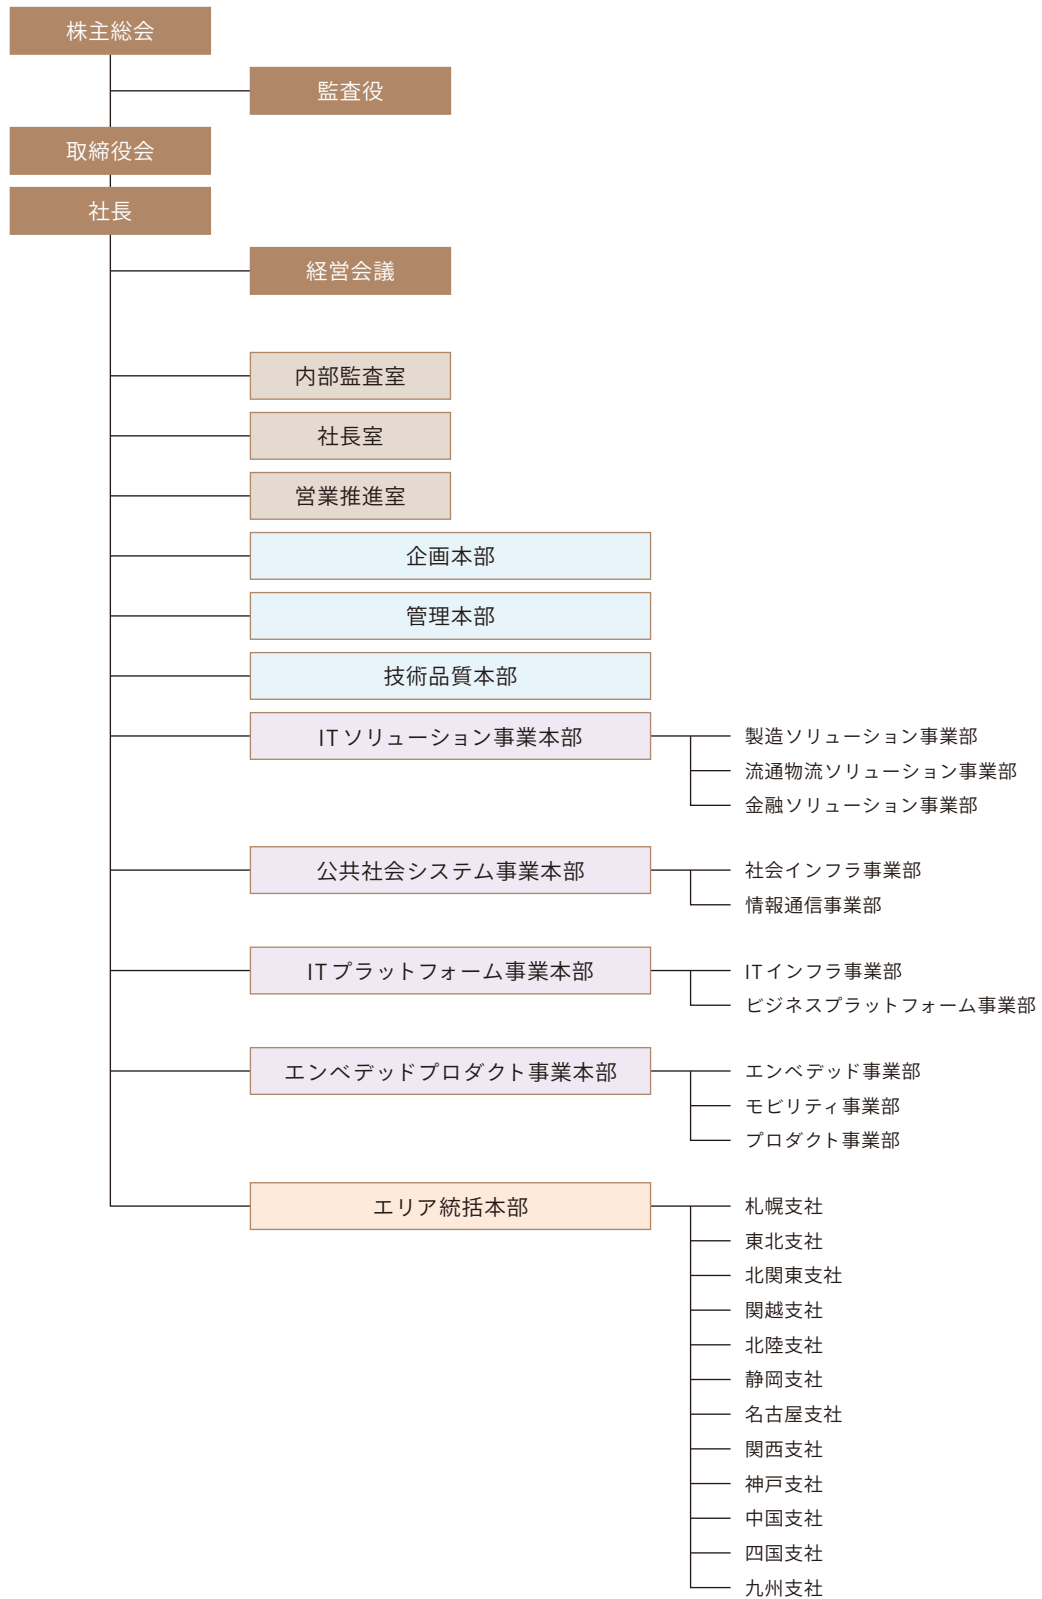 株主総会
監査役
取締役会
社長
経営会議
内部監査室
社長室
営業推進室
企画本部
管理本部
技術品質本部
ITソリューション事業本部
製造ソリューション事業部
流通物流ソリューション事業部
金融ソリューション事業部
公共社会システム事業本部
社会インフラ事業部
情報通信事業部
ITプラットフォーム事業本部
ITインフラ事業部
ビジネスプラットフォーム事業部
エンベデッドプロダクト事業本部
エンベデッド事業部
モビリティ事業部
プロダクト事業部
エリア統括本部
札幌支社
東北支社
北関東支社
関越支社
北陸支社
静岡支社
名古屋支社
関西支社
神戸支社
中国支社
四国支社
九州支社